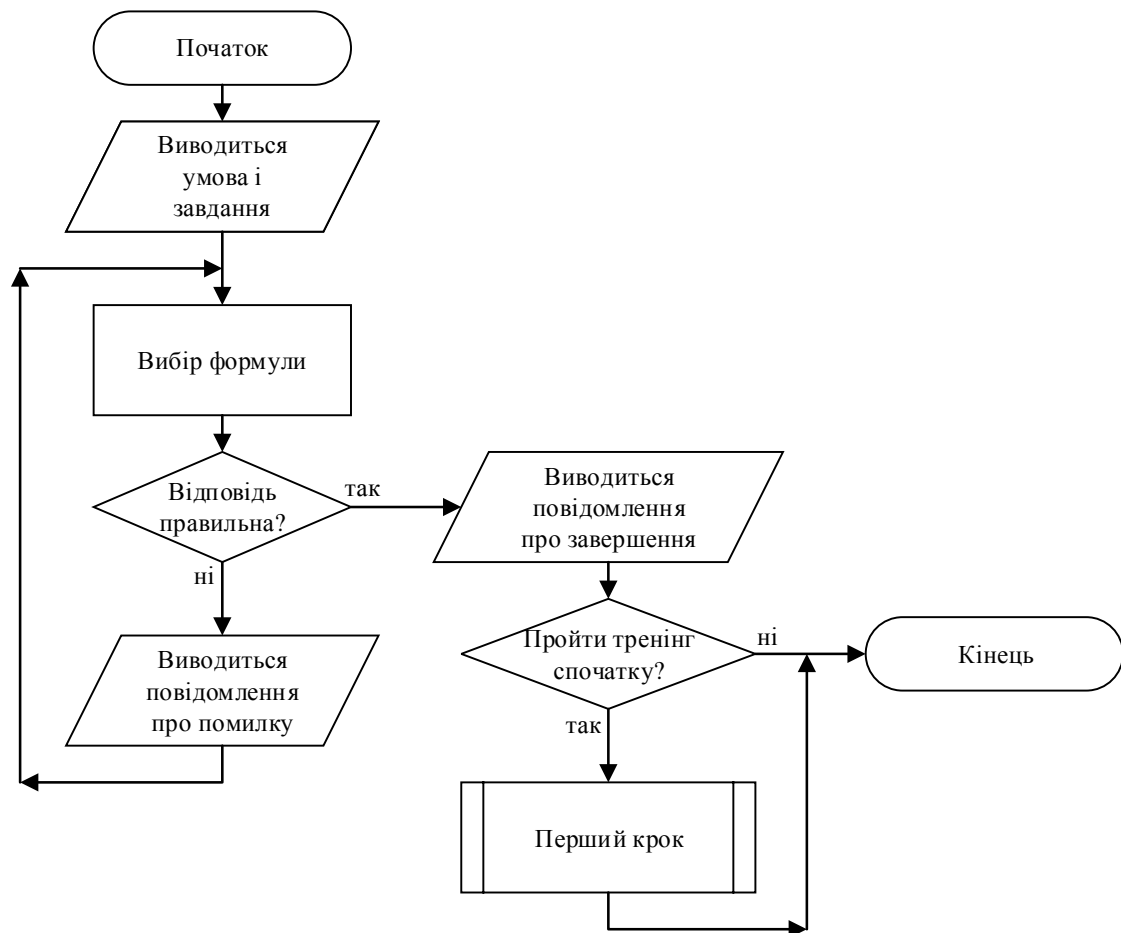 Початок
Виводиться
умова і
завдання
Вибір формули
Відповідь
правильна?
так
ні
Виводиться
повідомлення
про помилку
Виводиться
повідомлення
про завершення
Пройти тренінг
спочатку?
ні
так
Кінець
Перший крок